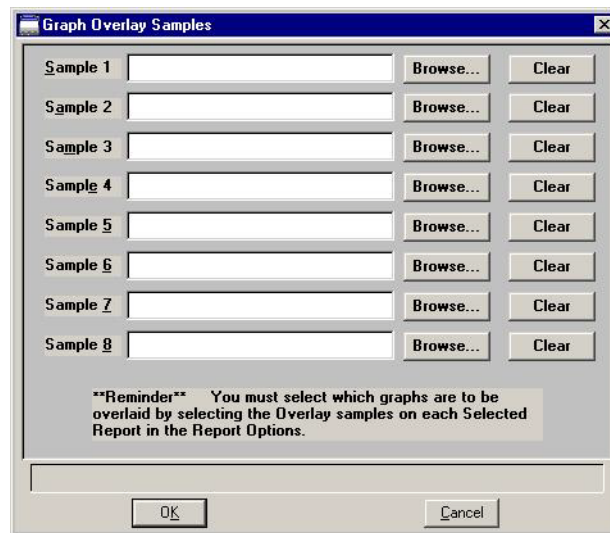 Graph Overlay Samples
Sample 1 Browse... Clear
Sample 2 Browse... Clear
Sample 3 Browse... Clear
Sample 4 Browse... Clear
Sample 5 Browse... Clear
Sample 6 Browse... Clear
Sample 7 Browse... Clear
Sample 8 Browse... Clear
**Reminder** You must select which graphs are to be
overlaid by selecting the Overlay samples on each Selected
Report in the Report Options.
OK Cancel